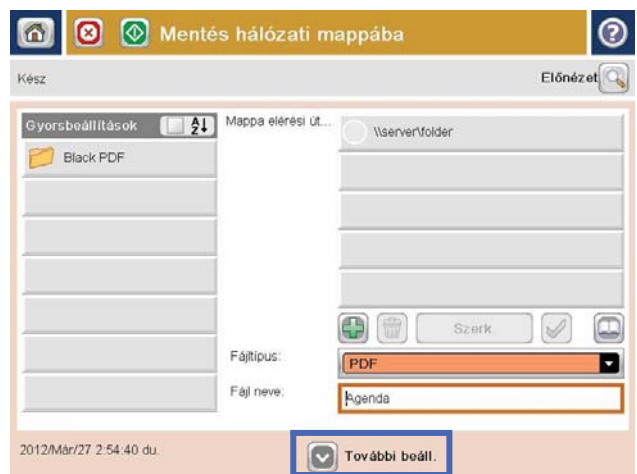 Mentés hálózati mappába
Kész
Előnézet
Gyorsbeállítások
Mappa elérési út...
\\server\folder
Black PDF
Szerk
Fájltípus:
PDF
Fájl neve:
Agenda
2012/Már/27 2:54:40 du.
További beáll.